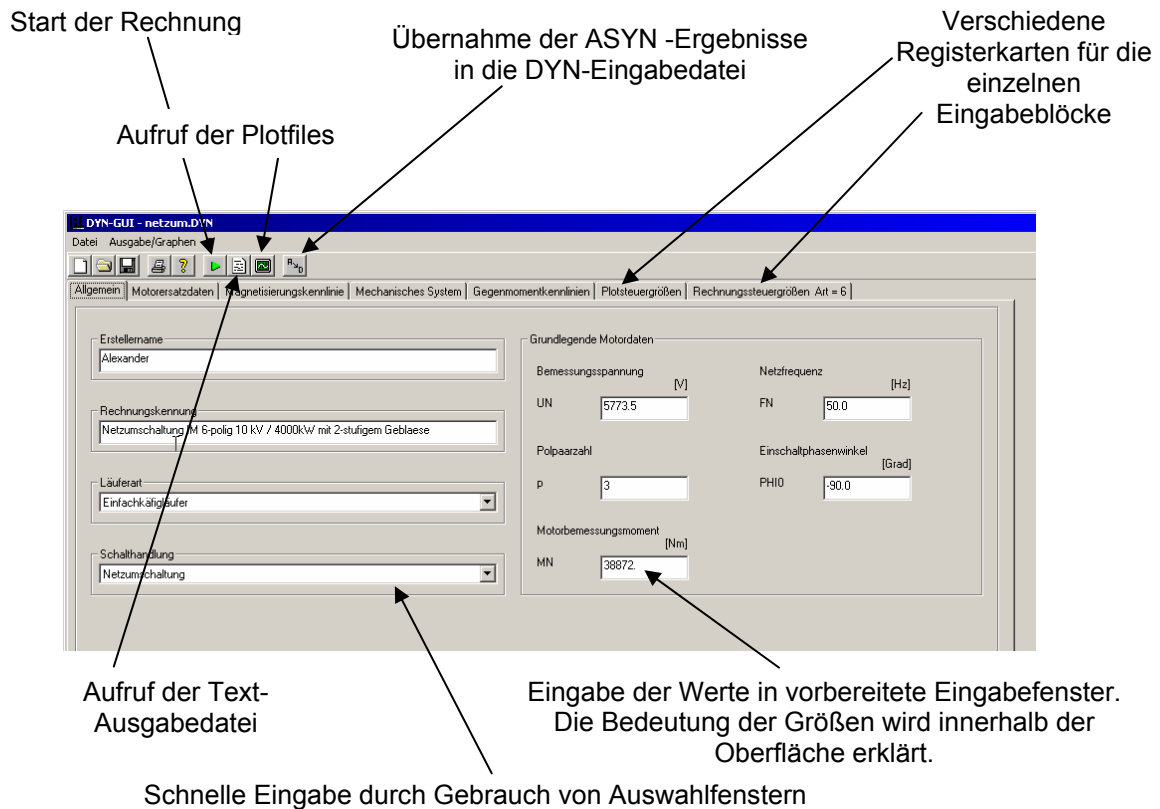 Start der Rechnung
Übernahme der ASYN -Ergebnisse
in die DYN-Eingabedatei
Verschiedene
Registerkarten für die
einzelnen
Eingabeblöcke
Aufruf der Plotfiles
DYN-GUI - netzum.DYN
Datei Ausgabe/Graphen
R D
Allgemein Motorersatzdaten Magnetisierungskennlinie Mechanisches System Gegenmomentkennlinien Plotsteuergrößen Rechnungssteuergrößen Art = 6
Erstellername
Alexander
Rechnungskennung
Netzumschaltung IM 6-polig 10 kV / 4000kW mit 2-stufigem Geblaese
Läuferart
Einfachkäfigläufer
Schalthandlung
Netzumschaltung
Grundlegende Motordaten
Bemessungsspannung
[V]
UN 5773.5
Netzfrequenz
[Hz]
FN 50.0
Polpaarzahl
P 3
Einschaltphasenwinkel
[Grad]
PHI0 -90.0
Motorbemessungsmoment
[Nm]
MN 38872.
Aufruf der Text-
Ausgabedatei
Eingabe der Werte in vorbereitete Eingabefenster.
Die Bedeutung der Größen wird innerhalb der
Oberfläche erklärt.
Schnelle Eingabe durch Gebrauch von Auswahlfenstern